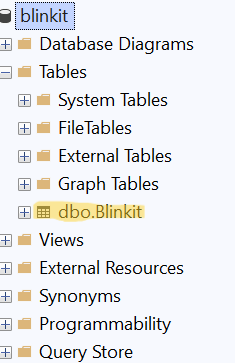 blinkit
Database Diagrams
Tables
System Tables
FileTables
External Tables
Graph Tables
dbo.Blinkit
Views
External Resources
Synonyms
Programmability
Query Store